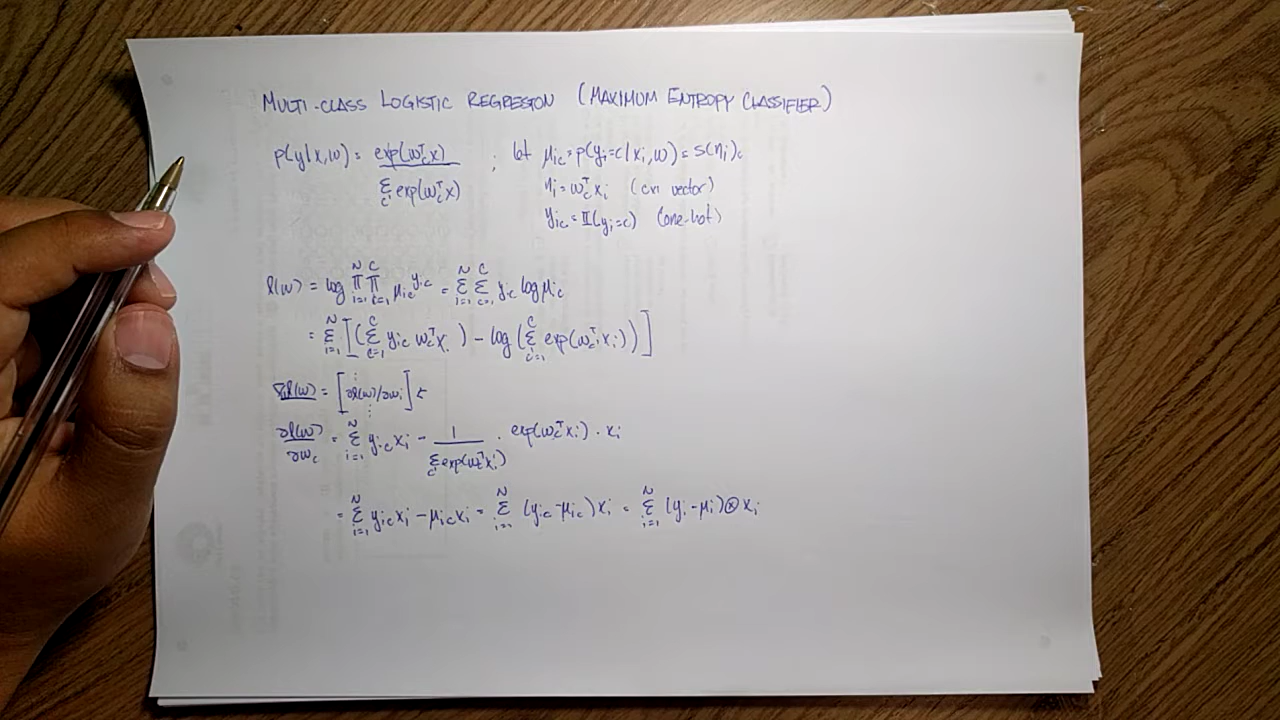 MULTI-CLASS LOGISTIC REGRESSION (MAXIMUM ENTROPY CLASSIFIER)
p(y|x,w) = exp(w_c^T x) / Σ_c' exp(w_c'^T x) ; let μ_ic = p(y_i=c|x_i,w) = S(η_i)_c
η_i = w_c^T x_i (cx1 vector)
y_ic = 𝕀(y_i=c) (one-hot)
l(w) = log Π_{i=1}^N Π_{c=1}^C μ_ic^{y_ic} = Σ_{i=1}^N Σ_{c=1}^C y_ic log μ_ic
= Σ_{i=1}^N [(Σ_{c=1}^C y_ic w_c^T x_i) - log(Σ_{c'=1}^C exp(w_c'^T x_i))]
= [⋮ ∂l(w)/∂w_i ⋮]
∂l(w)/∂w_c = Σ_{i=1}^N y_ic x_i - 1 / Σ_c' exp(w_c'^T x_i) · exp(w_c^T x_i) · x_i
= Σ_{i=1}^N y_ic x_i - μ_ic x_i = Σ_{i=1}^N (y_ic - μ_ic) x_i = Σ_{i=1}^N (y_i - μ_i) ⊗ x_i